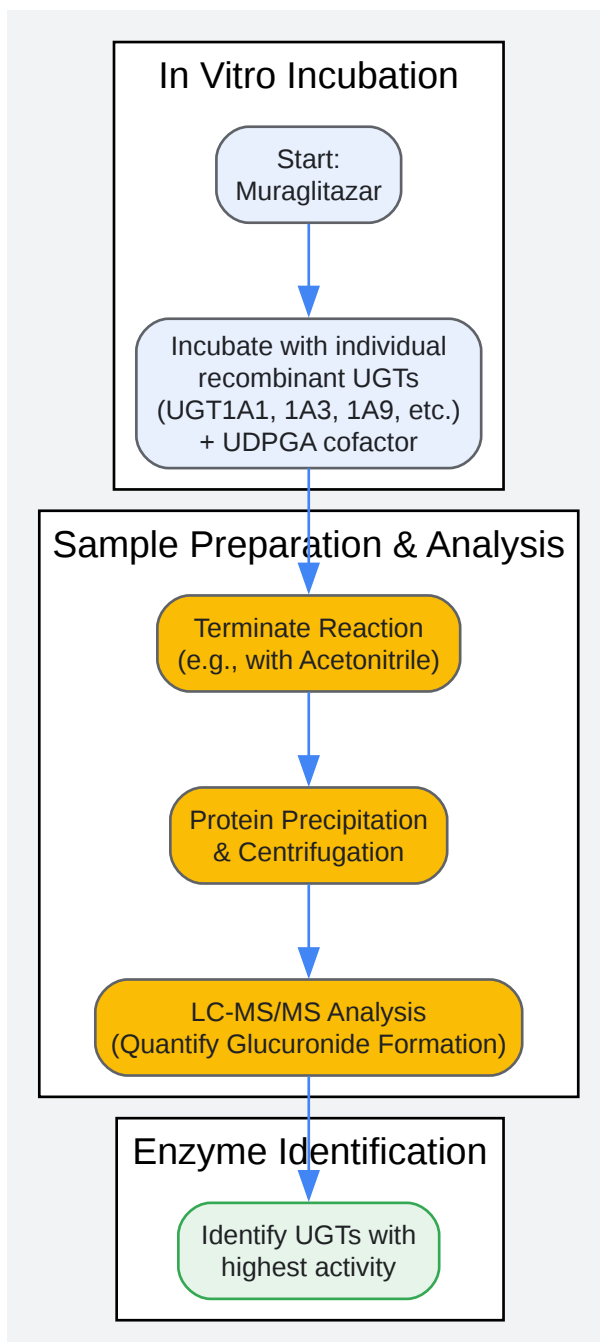 In Vitro Incubation
Start:
Muraglitazar
Incubate with individual
recombinant UGTs
(UGT1A1, 1A3, 1A9, etc.)
+ UDPGA cofactor
Sample Preparation & Analysis
Terminate Reaction
(e.g., with Acetonitrile)
Protein Precipitation
& Centrifugation
LC-MS/MS Analysis
(Quantify Glucuronide Formation)
Enzyme Identification
Identify UGTs with
highest activity